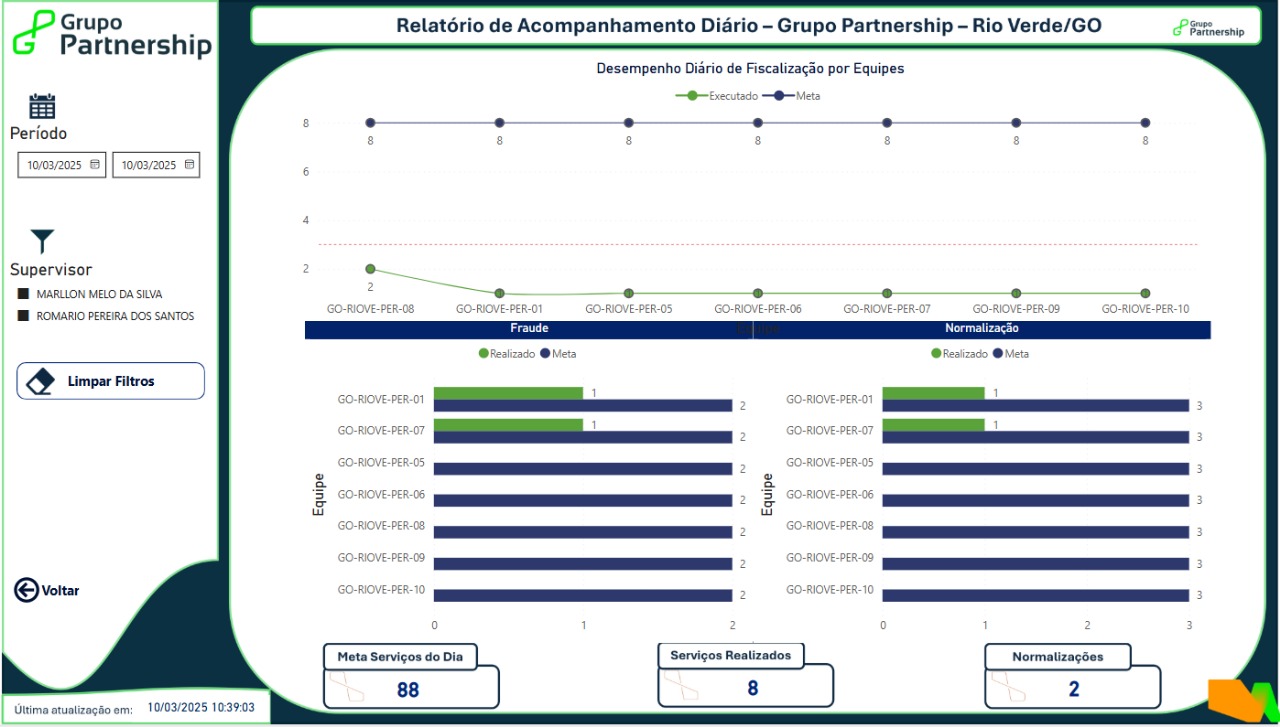 Grupo
Partnership
Relatório de Acompanhamento Diário – Grupo Partnership – Rio Verde/GO
Grupo
Partnership
Período
10/03/2025 10/03/2025
Supervisor
MARLLON MELO DA SILVA
ROMARIO PEREIRA DOS SANTOS
Limpar Filtros
Voltar
Última atualização em: 10/03/2025 10:39:03
Desempenho Diário de Fiscalização por Equipes
Executado Meta
8
8 8 8 8 8 8 8
6
4
2
2
1 1 1 1 1 1
GO-RIOVE-PER-08 GO-RIOVE-PER-01 GO-RIOVE-PER-05 GO-RIOVE-PER-06 GO-RIOVE-PER-07 GO-RIOVE-PER-09 GO-RIOVE-PER-10
Equipe
Fraude
Realizado Meta
Equipe
GO-RIOVE-PER-01 1
2
GO-RIOVE-PER-07 1
2
GO-RIOVE-PER-05 2
GO-RIOVE-PER-06 2
GO-RIOVE-PER-08 2
GO-RIOVE-PER-09 2
GO-RIOVE-PER-10 2
0 1 2
Normalização
Realizado Meta
Equipe
GO-RIOVE-PER-01 1
3
GO-RIOVE-PER-07 1
3
GO-RIOVE-PER-05 3
GO-RIOVE-PER-06 3
GO-RIOVE-PER-08 3
GO-RIOVE-PER-09 3
GO-RIOVE-PER-10 3
0 1 2 3
Meta Serviços do Dia
88
Serviços Realizados
8
Normalizações
2